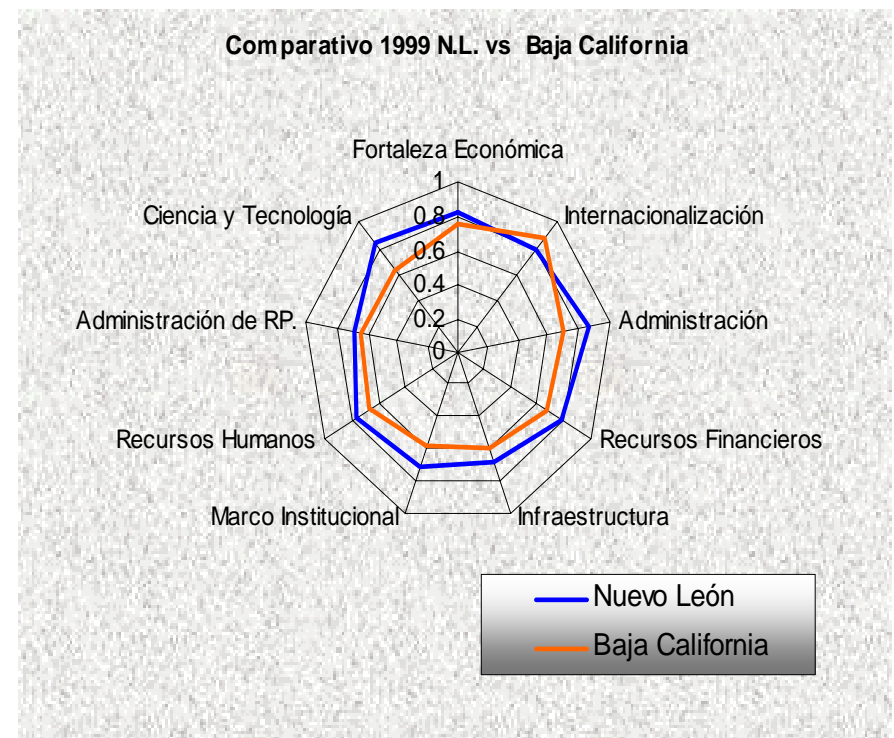 Comparativo 1999 N.L. vs Baja California
Fortaleza Económica
1
Ciencia y Tecnología
0.8
Internacionalización
0.6
0.4
Administración de RP.
0.2
Administración
0
Recursos Humanos
Recursos Financieros
Marco Institucional
Infraestructura
Nuevo León
Baja California